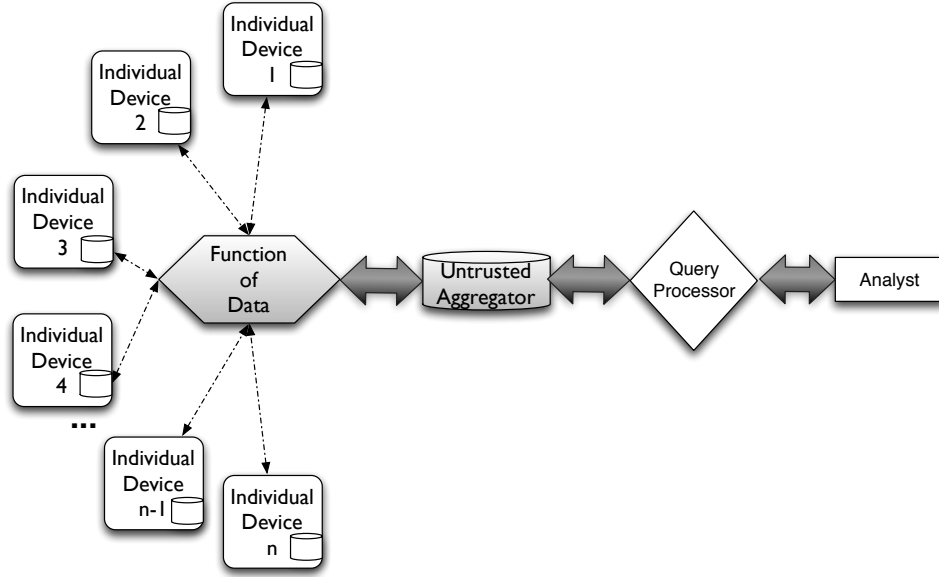 Individual
Device
1
Individual
Device
2
Individual
Device
3
Individual
Device
4
...
Individual
Device
n-1
Individual
Device
n
Function
of
Data
Untrusted
Aggregator
Query
Processor
Analyst